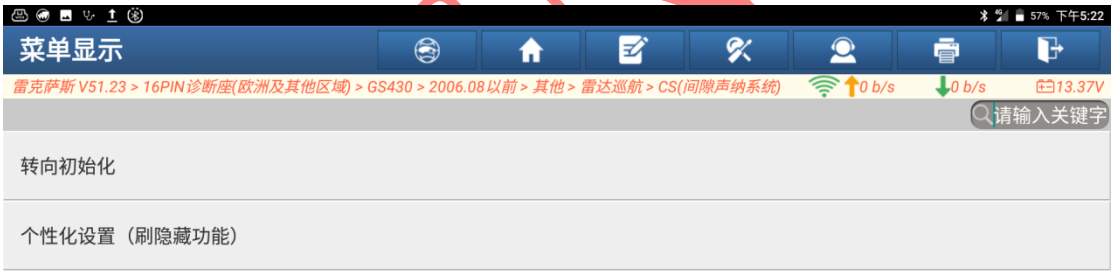 4G 57% 下午5:22
菜单显示
雷克萨斯 V51.23 > 16PIN诊断座(欧洲及其他区域) > GS430 > 2006.08以前 > 其他 > 雷达巡航 > CS(间隙声纳系统) 0 b/s 0 b/s 13.37V
请输入关键字
转向初始化
个性化设置（刷隐藏功能）